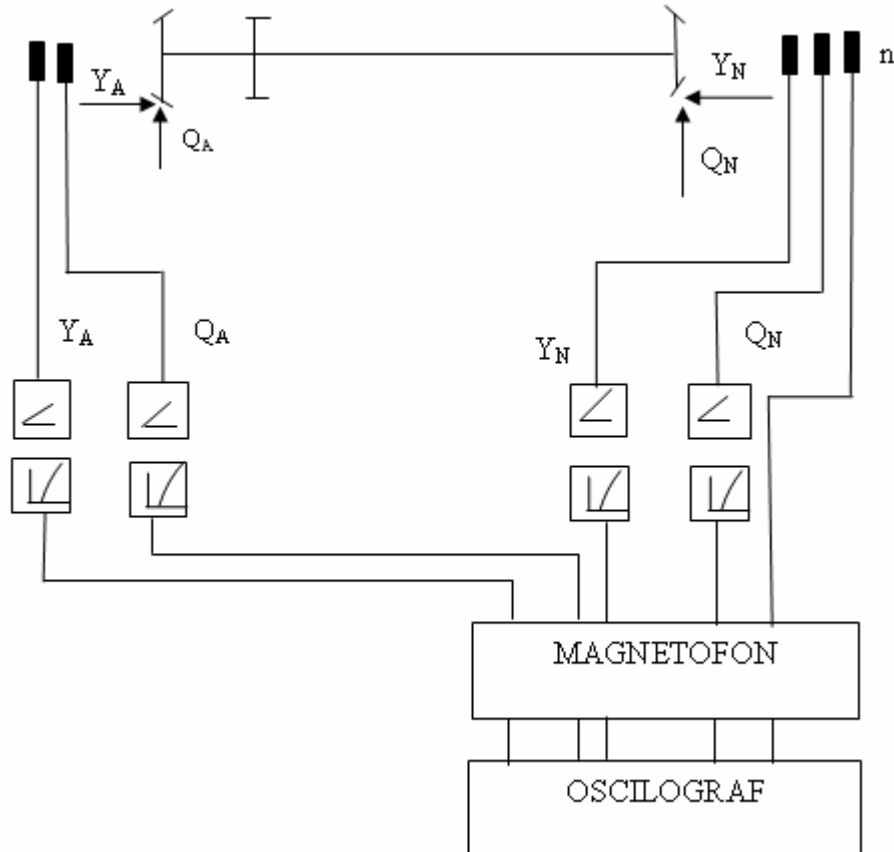 Y_A
Q_A
Y_N
Q_N
n
Y_A
Q_A
Y_N
Q_N
MAGNETOFON
OSCILOGRAF